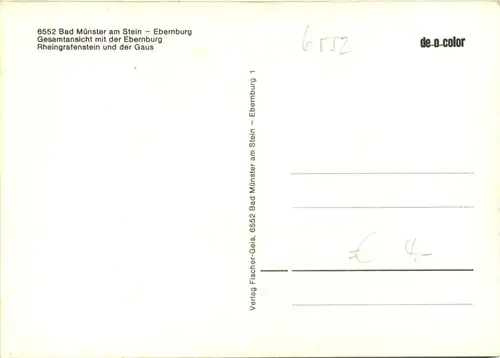 6552 Bad Münster am Stein – Ebernburg
Gesamtansicht mit der Ebernburg
Rheingrafenstein und der Gaus
6552
de-o-color
Verlag Fischer-Geis, 6552 Bad Münster am Stein – Ebernburg 1
€ 4,-